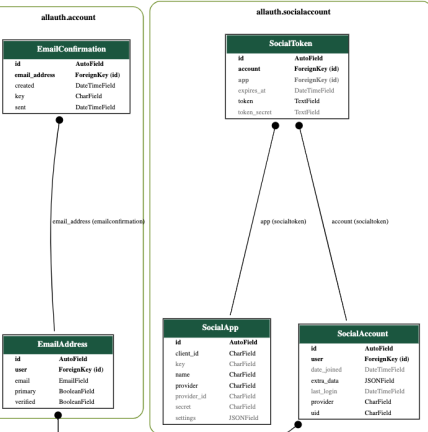 allauth.account
EmailConfirmation
id AutoField
email_address ForeignKey (id)
created DateTimeField
key CharField
sent DateTimeField
email_address (emailconfirmation)
EmailAddress
id AutoField
user ForeignKey (id)
email EmailField
primary BooleanField
verified BooleanField
allauth.socialaccount
SocialToken
id AutoField
account ForeignKey (id)
app ForeignKey (id)
expires_at DateTimeField
token TextField
token_secret TextField
app (socialtoken)
account (socialtoken)
SocialApp
id AutoField
client_id CharField
key CharField
name CharField
provider CharField
provider_id CharField
secret CharField
settings JSONField
SocialAccount
id AutoField
user ForeignKey (id)
date_joined DateTimeField
extra_data JSONField
last_login DateTimeField
provider CharField
uid CharField